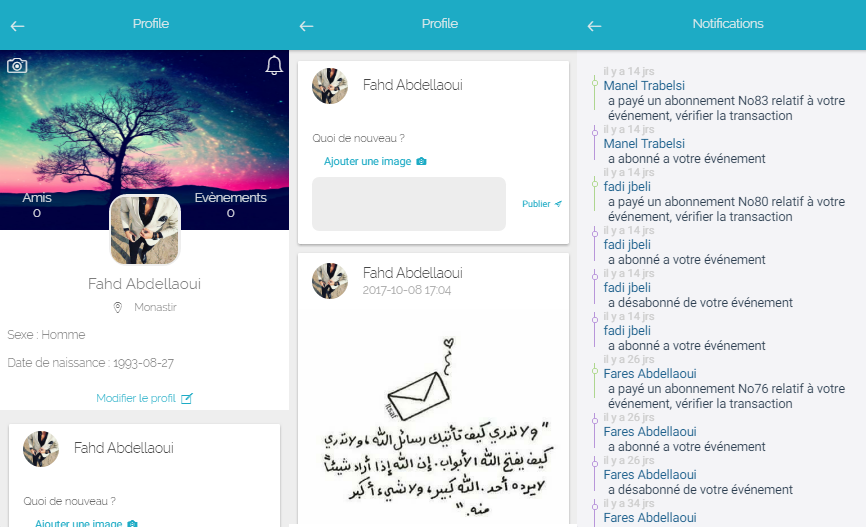 Profile
Amis
0
Evènements
0
Fahd Abdellaoui
Monastir
Sexe : Homme
Date de naissance : 1993-08-27
Modifier le profil
Fahd Abdellaoui
Quoi de nouveau ?
Ajouter une image
Profile
Fahd Abdellaoui
Quoi de nouveau ?
Ajouter une image
Publier
Fahd Abdellaoui
2017-10-08 17:04
"ولا تدري كيف تأتيك رسائل الله، ولا تدري
كيف يفتح الله الأبواب. إن الله إذا أراد شيئاً
لا يرده أحد. الله كبير، ولا شيء أكبر
منه."
Notifications
il y a 14 jrs
Manel Trabelsi
a payé un abonnement No83 relatif à votre
événement, vérifier la transaction
il y a 14 jrs
Manel Trabelsi
a abonné a votre événement
il y a 14 jrs
fadi jbeli
a payé un abonnement No80 relatif à votre
événement, vérifier la transaction
il y a 14 jrs
fadi jbeli
a abonné a votre événement
il y a 14 jrs
fadi jbeli
a désabonné de votre événement
il y a 14 jrs
fadi jbeli
a abonné a votre événement
il y a 26 jrs
Fares Abdellaoui
a payé un abonnement No76 relatif à votre
événement, vérifier la transaction
il y a 26 jrs
Fares Abdellaoui
a abonné a votre événement
il y a 26 jrs
Fares Abdellaoui
a désabonné de votre événement
il y a 34 jrs
Fares Abdellaoui